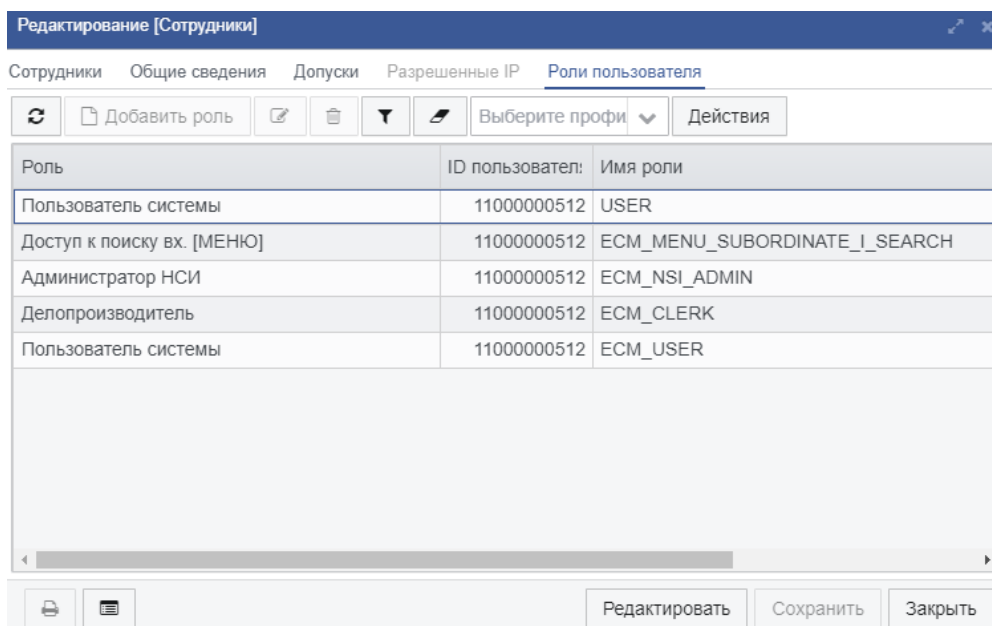 Редактирование [Сотрудники]
Сотрудники Общие сведения Допуски Разрешенные IP Роли пользователя
Добавить роль Выберите профи Действия
Роль ID пользовател: Имя роли
Пользователь системы 11000000512 USER
Доступ к поиску вх. [МЕНЮ] 11000000512 ECM_MENU_SUBORDINATE_I_SEARCH
Администратор НСИ 11000000512 ECM_NSI_ADMIN
Делопроизводитель 11000000512 ECM_CLERK
Пользователь системы 11000000512 ECM_USER
Редактировать Сохранить Закрыть